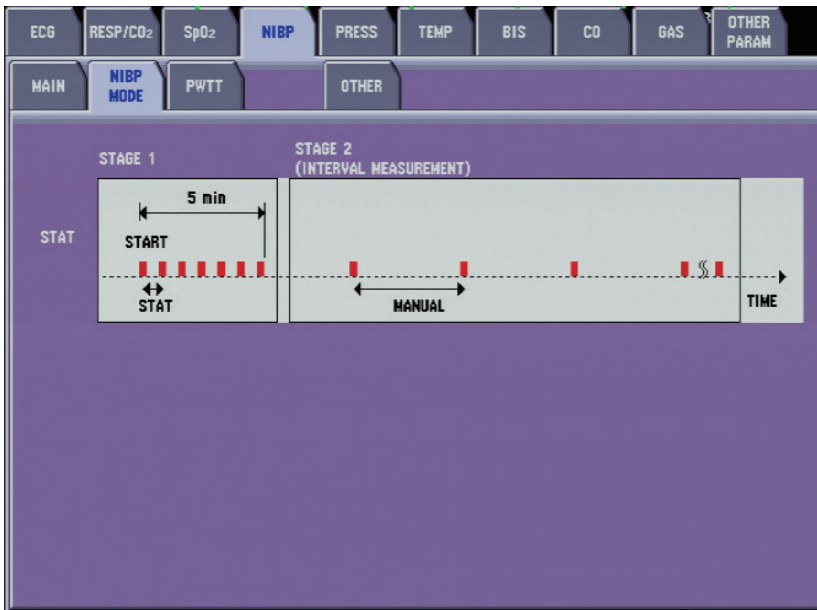 ECG RESP/CO2 SpO2 NIBP PRESS TEMP BIS CO GAS OTHER PARAM
MAIN NIBP MODE PWTT OTHER
STAGE 1
STAGE 2
(INTERVAL MEASUREMENT)
5 min
STAT
START
STAT
MANUAL
TIME